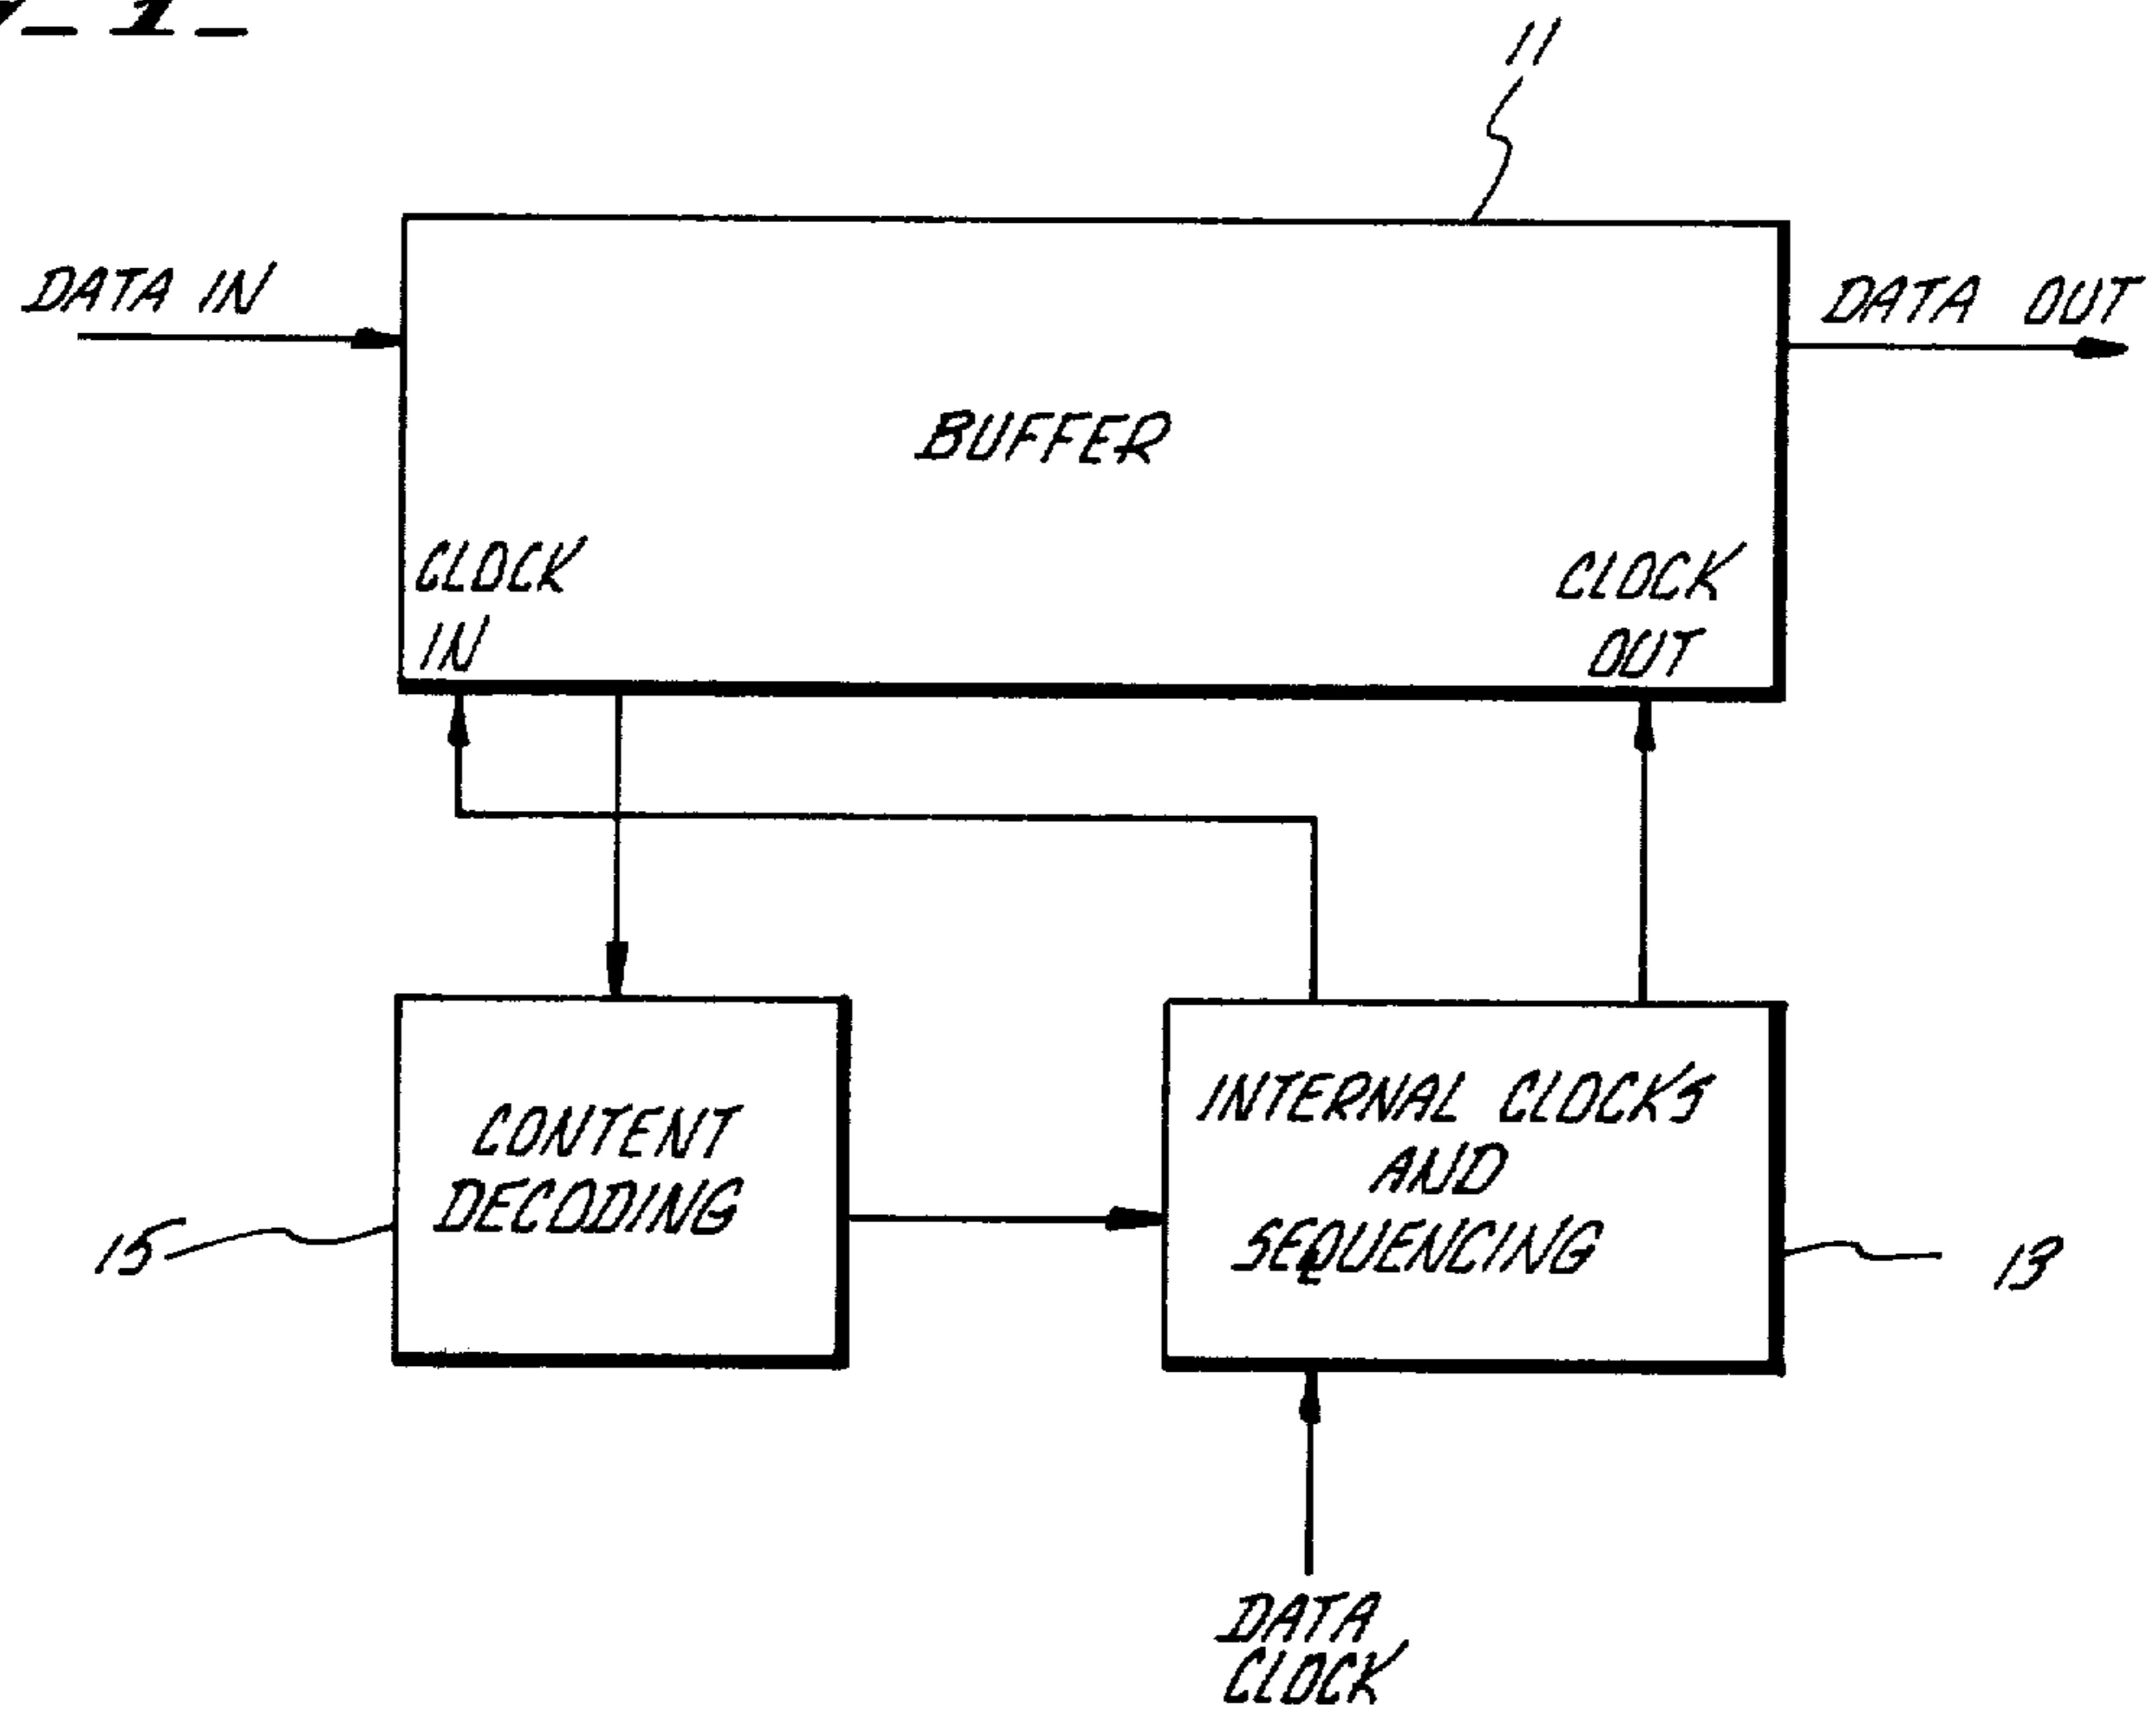 1
11
DATA IN
DATA OUT
BUFFER
CLOCK
IN
CLOCK
OUT
CONTENT
DECODING
INTERNAL CLOCKS
AND
SEQUENCING
15
13
DATA
CLOCK